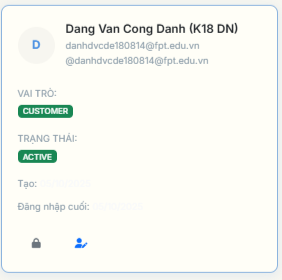 D
Dang Van Cong Danh (K18 DN)
danhdvcde180814@fpt.edu.vn
@danhdvcde180814@fpt.edu.vn
VAI TRÒ:
CUSTOMER
TRẠNG THÁI:
ACTIVE
Tạo:
Đăng nhập cuối: